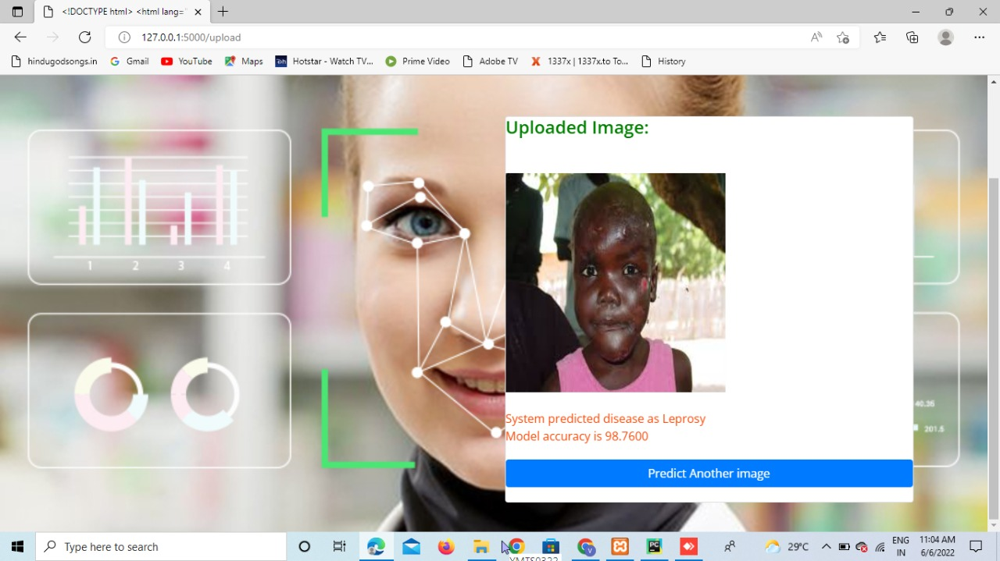 <!DOCTYPE html> <html lang="
127.0.0.1:5000/upload
hindugodsongs.in
Gmail
YouTube
Maps
Hotstar - Watch TV...
Prime Video
Adobe TV
1337x | 1337x.to To...
History
Uploaded Image:
1 2 3 4
System predicted disease as Leprosy
Model accuracy is 98.7600
Predict Another image
40.35
201.5
Type here to search
29°C
ENG
IN
11:04 AM
6/6/2022